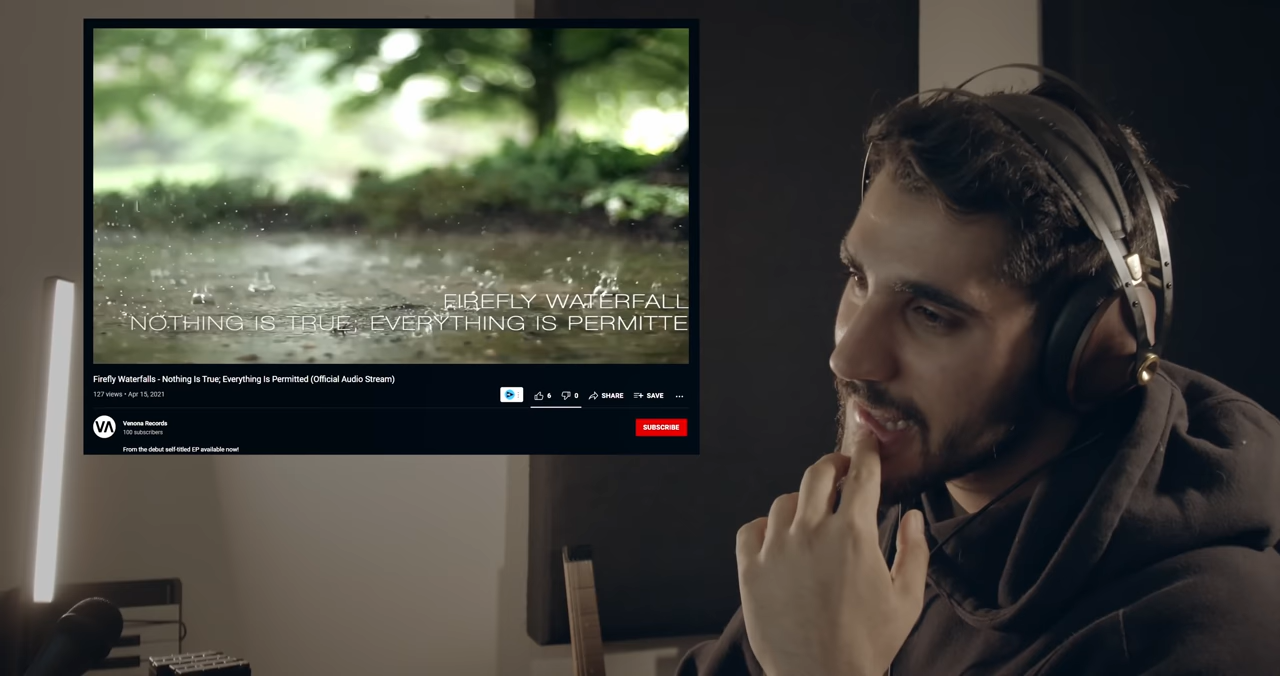 FIREFLY WATERFALL
NOTHING IS TRUE; EVERYTHING IS PERMITTE
Firefly Waterfalls - Nothing Is True; Everything Is Permitted (Official Audio Stream)
127 views • Apr 15, 2021
6
0
SHARE
SAVE
VA
Venona Records
100 subscribers
SUBSCRIBE
From the debut self-titled EP available now!